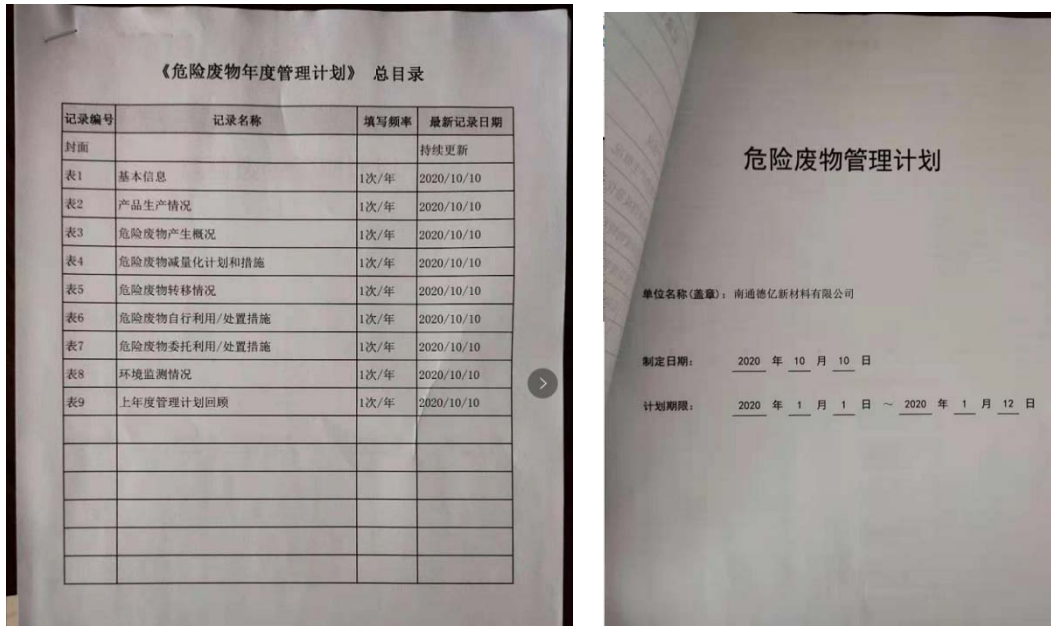 《危险废物年度管理计划》 总目录
记录编号 记录名称 填写频率 最新记录日期
封面 持续更新
表1 基本信息 1次/年 2020/10/10
表2 产品生产情况 1次/年 2020/10/10
表3 危险废物产生概况 1次/年 2020/10/10
表4 危险废物减量化计划和措施 1次/年 2020/10/10
表5 危险废物转移情况 1次/年 2020/10/10
表6 危险废物自行利用/处置措施 1次/年 2020/10/10
表7 危险废物委托利用/处置措施 1次/年 2020/10/10
表8 环境监测情况 1次/年 2020/10/10
表9 上年度管理计划回顾 1次/年 2020/10/10
危险废物管理计划
单位名称(盖章): 南通德亿新材料有限公司
制定日期: 2020 年 10 月 10 日
计划期限: 2020 年 1 月 1 日 ~ 2020 年 1 月 12 日